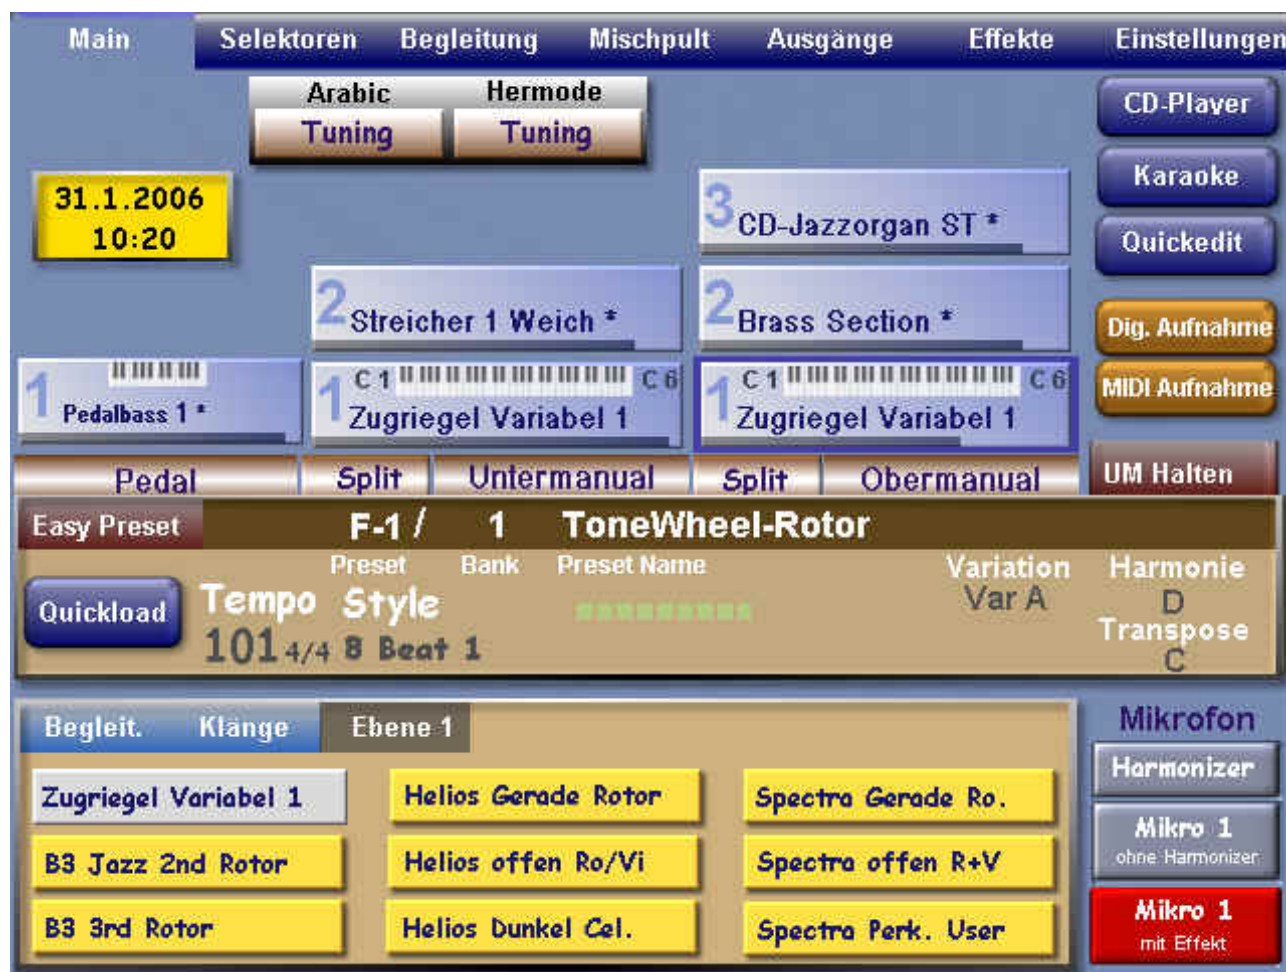 Main Selektoren Begleitung Mischpult Ausgänge Effekte Einstellungen
Arabic Hermode
Tuning Tuning
CD-Player
31.1.2006
10:20
Karaoke
3 CD-Jazzorgan ST *
Quickedit
2 Streicher 1 Weich *
2 Brass Section *
Dig. Aufnahme
1 Pedalbass 1 *
C 1 C 6
1 Zugriegel Variabel 1
C 1 C 6
1 Zugriegel Variabel 1
MIDI Aufnahme
Pedal Split Untermanual Split Obermanual UM Halten
Easy Preset F-1 / 1 ToneWheel-Rotor
Preset Bank Preset Name Variation Harmonie
Quickload Tempo Style Var A D
Transpose
101 4/4 8 Beat 1 C
Begleit. Klänge Ebene 1 Mikrofon
Zugriegel Variabel 1 Helios Gerade Rotor Spectra Gerade Ro. Harmonizer
B3 Jazz 2nd Rotor Helios offen Ro/Vi Spectra offen R+V Mikro 1
ohne Harmonizer
B3 3rd Rotor Helios Dunkel Cel. Spectra Perk. User Mikro 1
mit Effekt